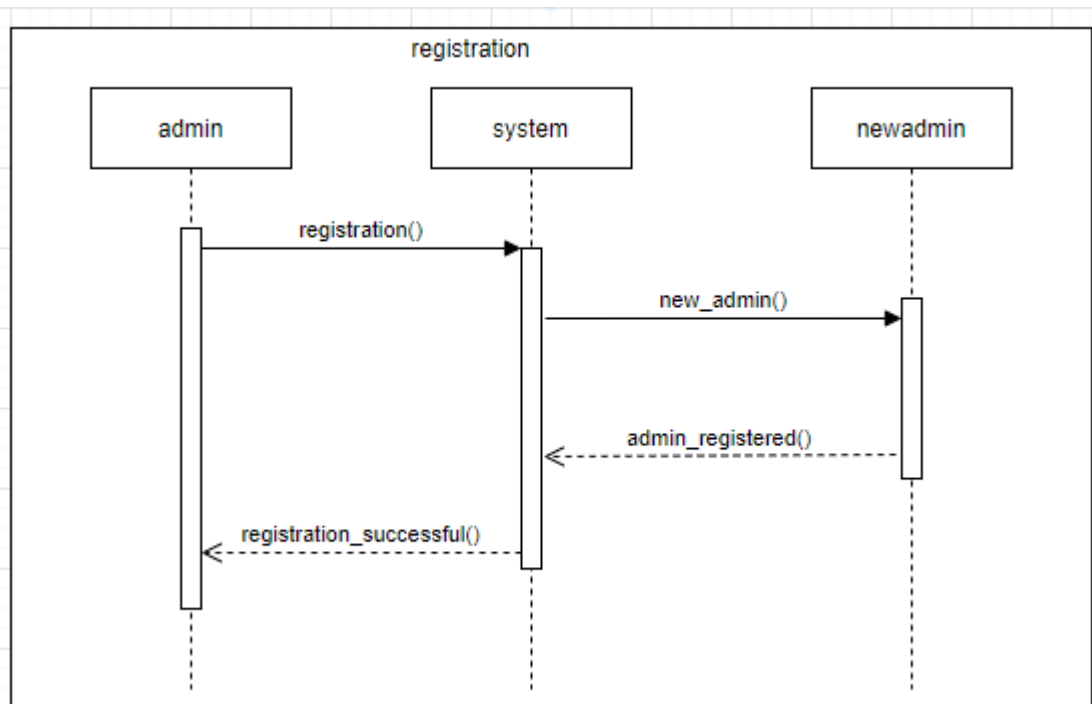 registration
admin
system
newadmin
registration()
new_admin()
admin_registered()
registration_successful()